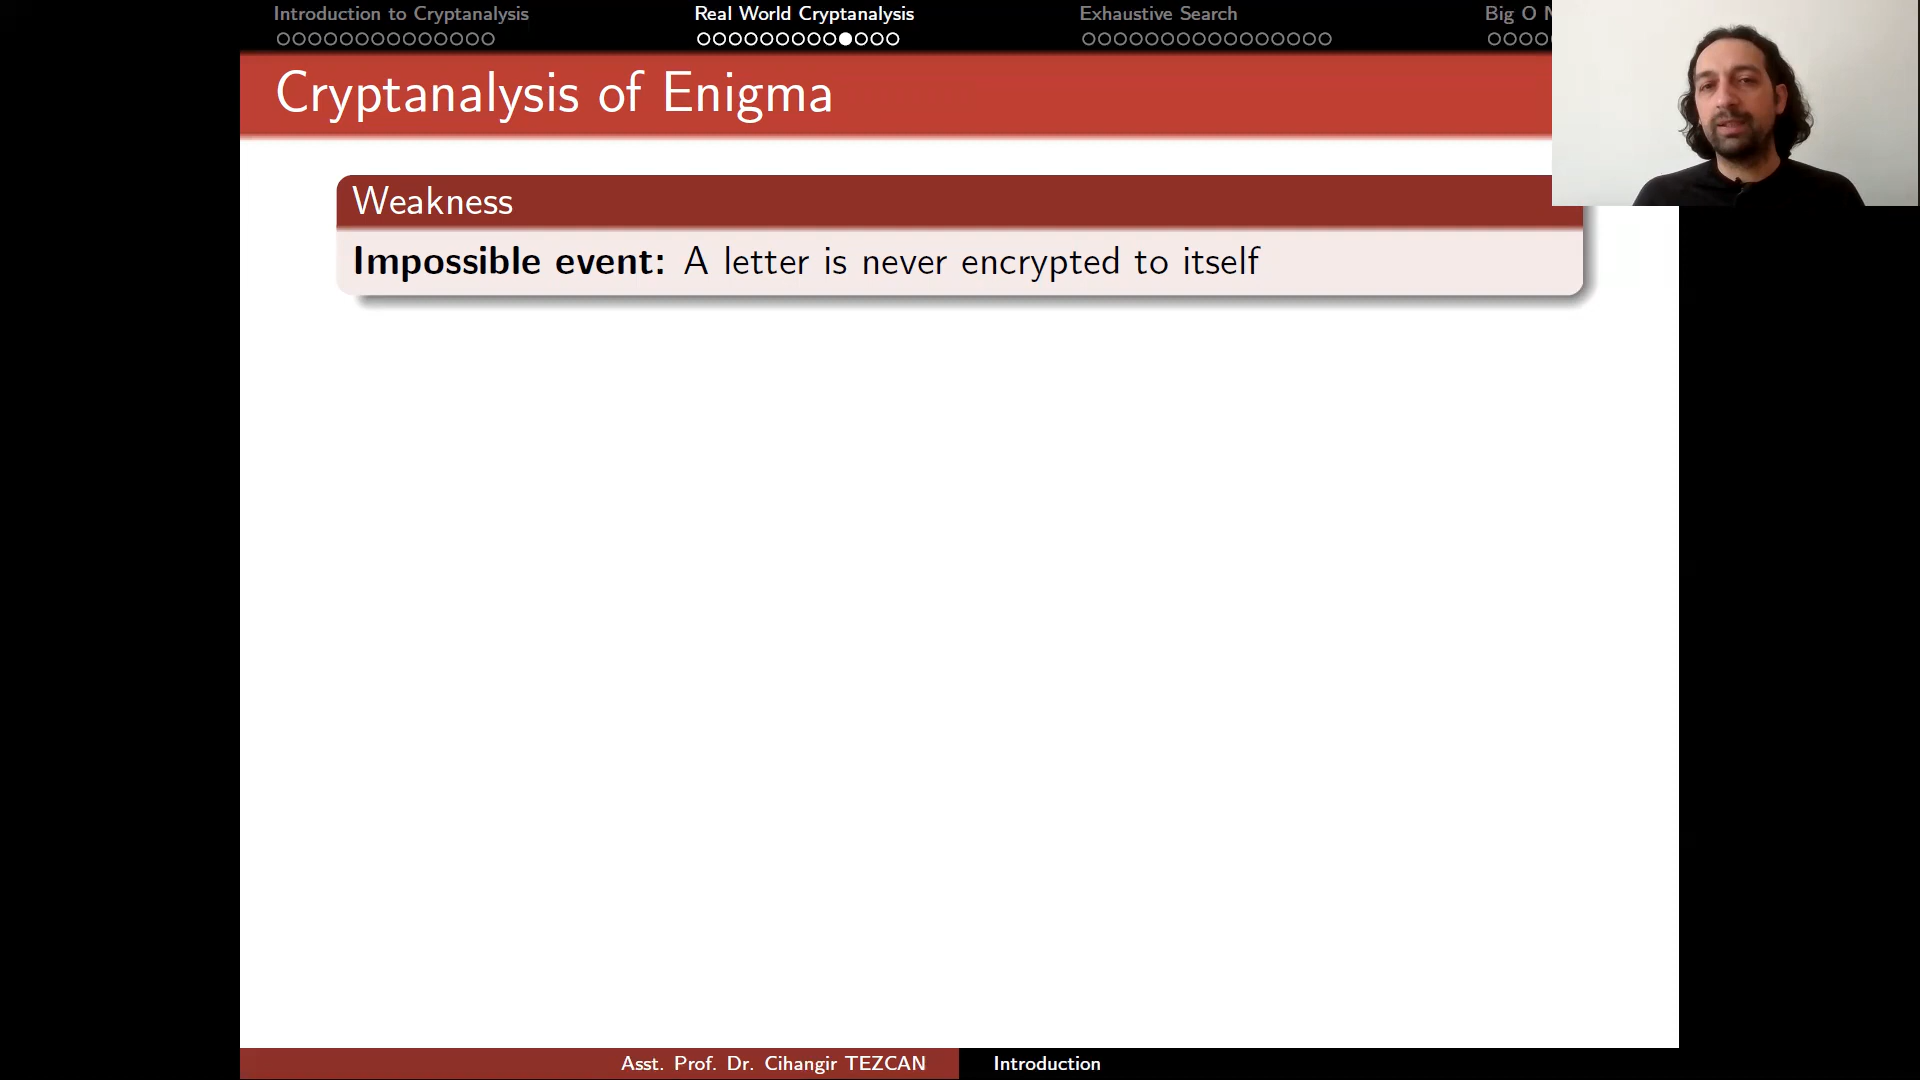 Introduction to Cryptanalysis
Real World Cryptanalysis
Exhaustive Search
Big O
Cryptanalysis of Enigma
Weakness
Impossible event: A letter is never encrypted to itself
Asst. Prof. Dr. Cihangir TEZCAN
Introduction